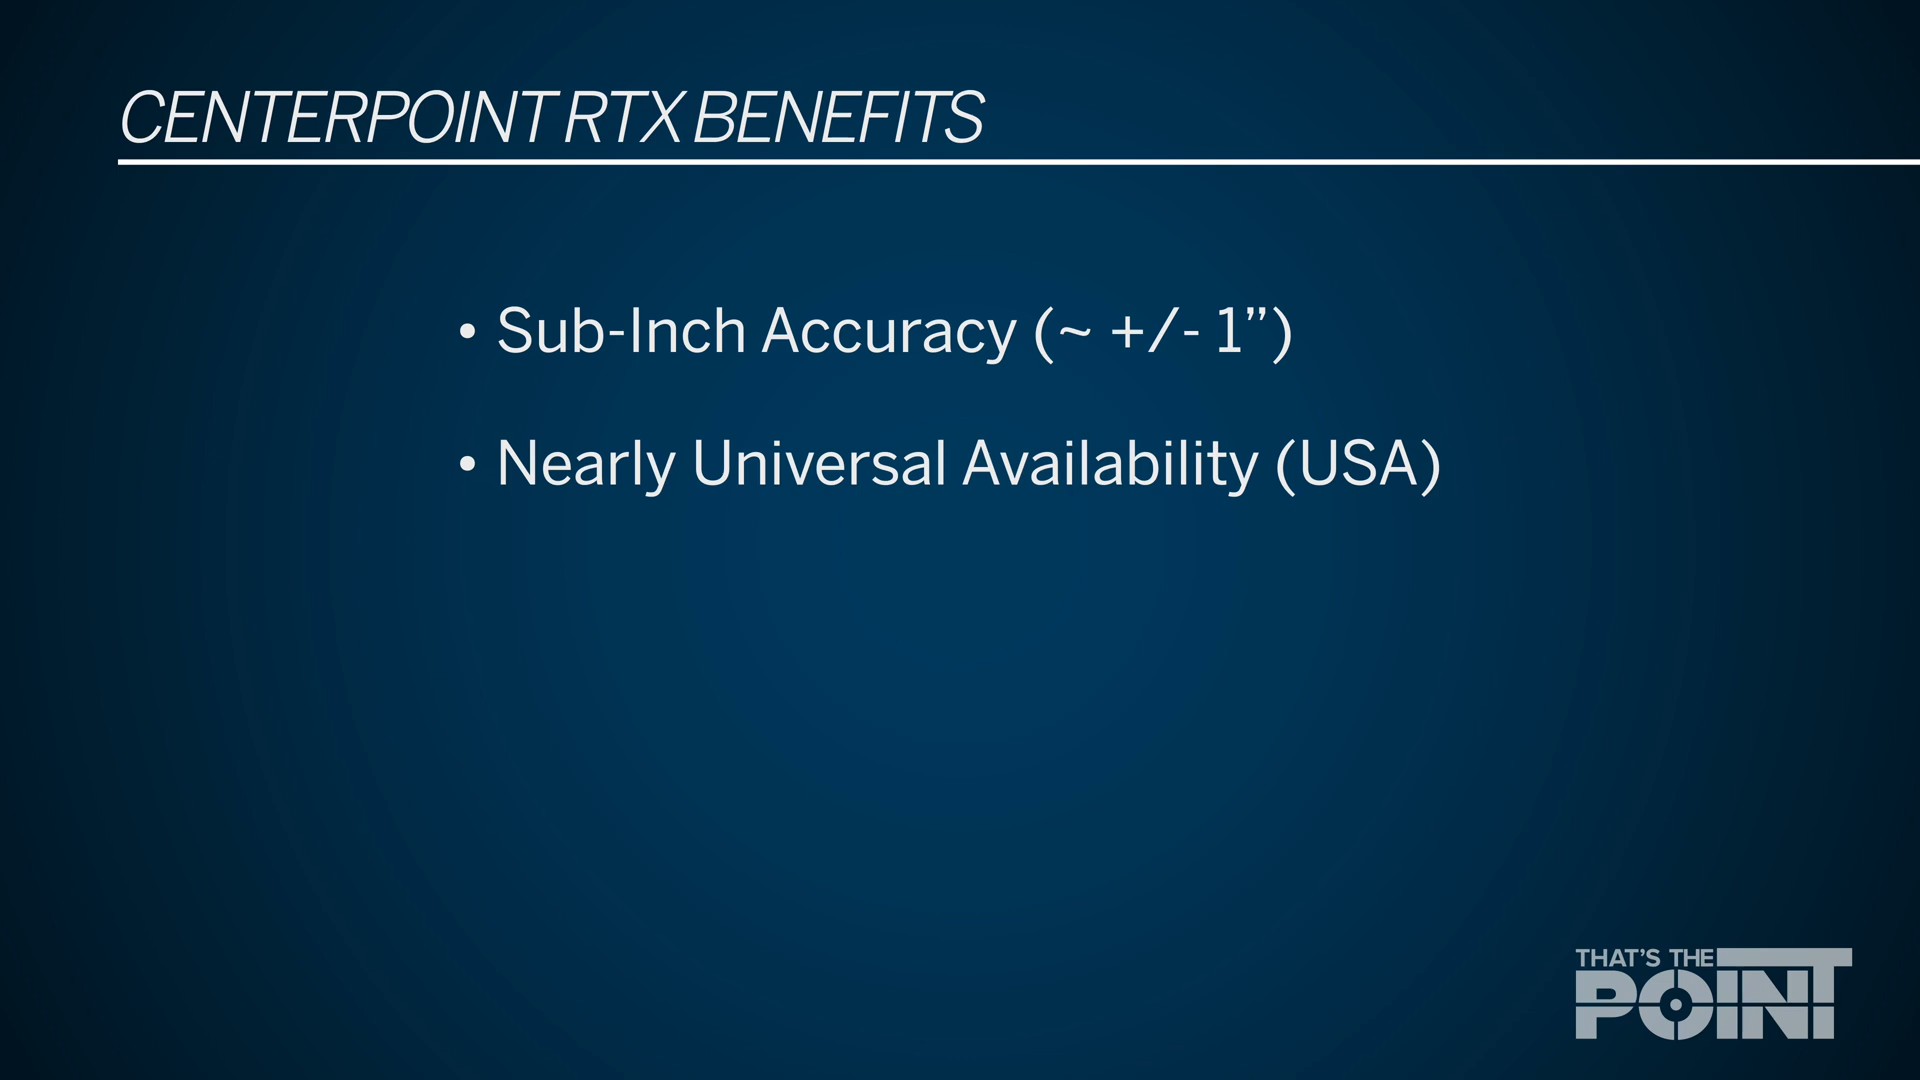 CENTERPOINT RTX BENEFITS
• Sub-Inch Accuracy (~ +/- 1”)
• Nearly Universal Availability (USA)
THAT'S THE
POINT